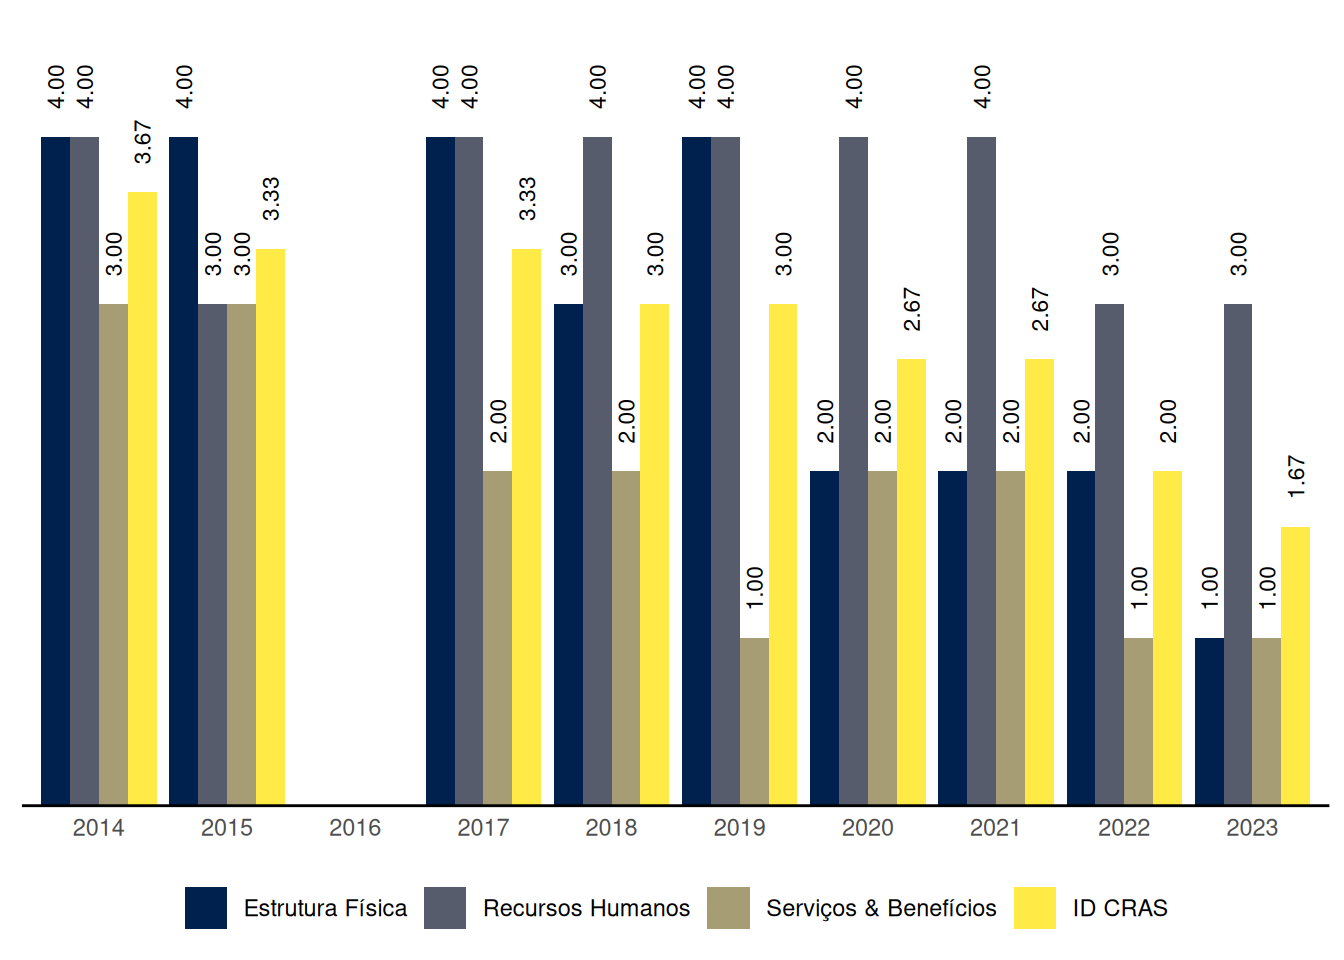 4.00 4.00 3.00 3.67
4.00 3.00 3.00 3.33
4.00 4.00 2.00 3.33
3.00 4.00 2.00 3.00
4.00 4.00 1.00 3.00
2.00 4.00 2.00 2.67
2.00 4.00 2.00 2.67
2.00 3.00 1.00 2.00
1.00 3.00 1.00 1.67
2014 2015 2016 2017 2018 2019 2020 2021 2022 2023
Estrutura Física Recursos Humanos Serviços & Benefícios ID CRAS